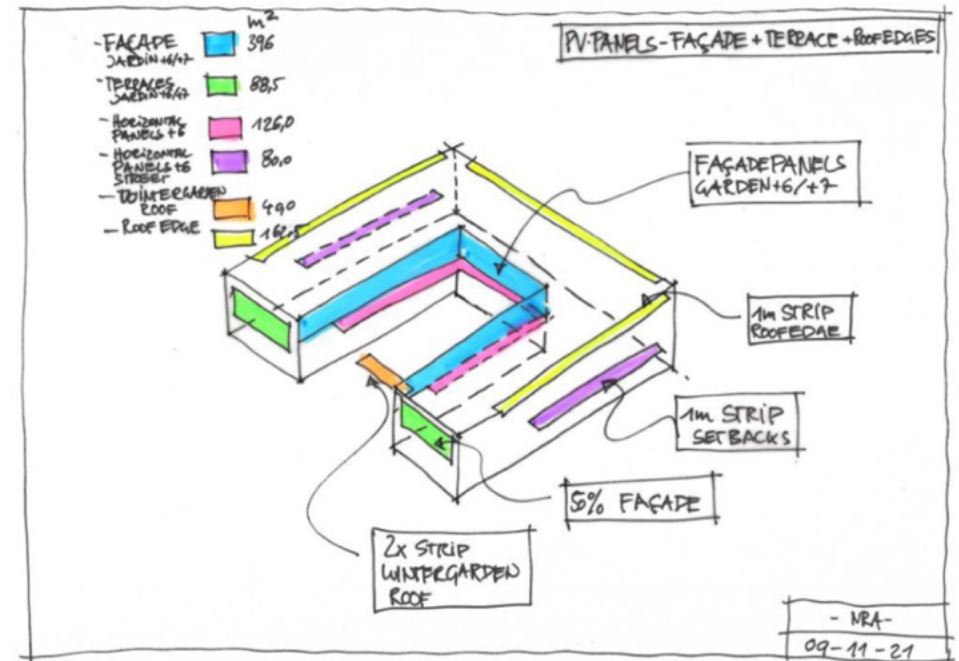 m²
- FAÇADE 396
JARDIN +6/+7
- TERRACES 88,5
JARDIN +6/+7
- HORIZONTAL 126,0
PANELS +6
- HORIZONTAL 80,0
PANELS +6
STREET
- WINTERGARDEN
ROOF 49,0
- ROOF EDGE 162,5
PV-PANELS-FAÇADE + TERRACE + ROOFEDGES
FAÇADEPANELS
GARDEN +6/+7
1m STRIP
ROOFEDGE
1m STRIP
SETBACKS
50% FAÇADE
2x STRIP
WINTERGARDEN
ROOF
- NRA -
09-11-21